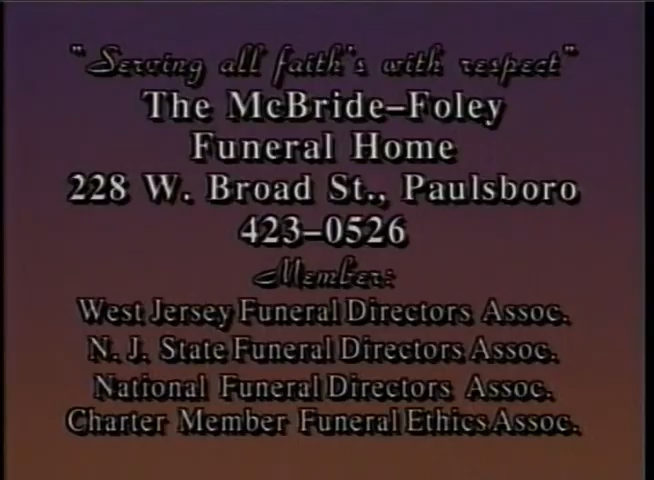 "Serving all faith's with respect"
The McBride–Foley
Funeral Home
228 W. Broad St., Paulsboro
423–0526
Member:
West Jersey Funeral Directors Assoc.
N. J. State Funeral Directors Assoc.
National Funeral Directors Assoc.
Charter Member Funeral Ethics Assoc.